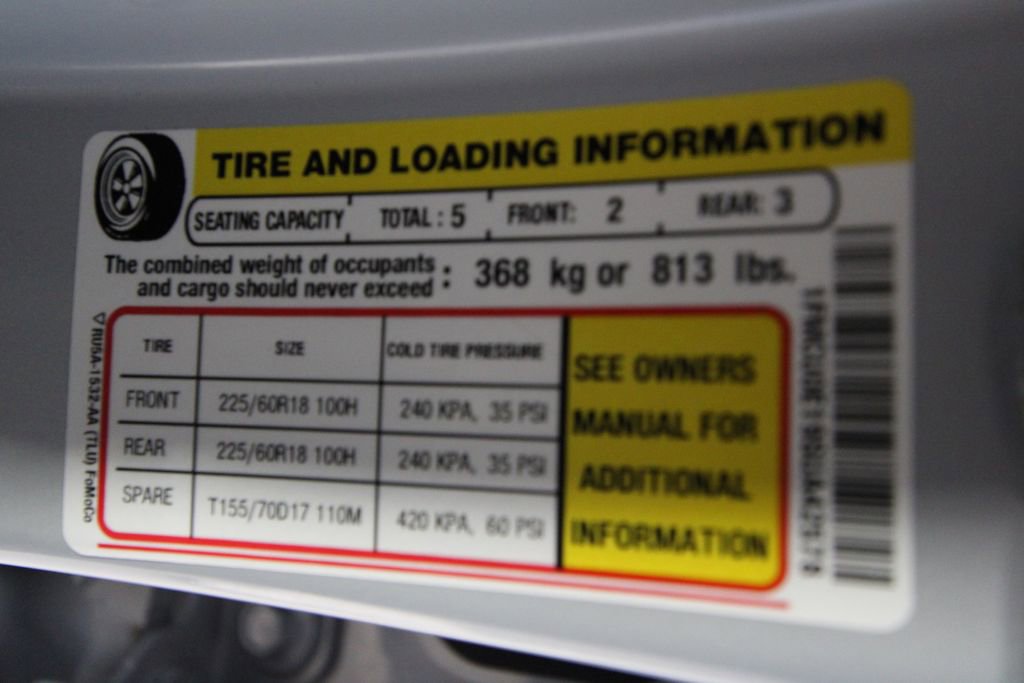 TIRE AND LOADING INFORMATION
SEATING CAPACITY TOTAL : 5 FRONT: 2 REAR: 3
The combined weight of occupants
and cargo should never exceed : 368 kg or 813 lbs.
TIRE SIZE COLD TIRE PRESSURE
FRONT 225/60R18 100H 240 KPA, 35 PSI
REAR 225/60R18 100H 240 KPA, 35 PSI
SPARE T155/70D17 110M 420 KPA, 60 PSI
SEE OWNERS
MANUAL FOR
ADDITIONAL
INFORMATION
RU5A-1532-AA (TLU) FoMoCo